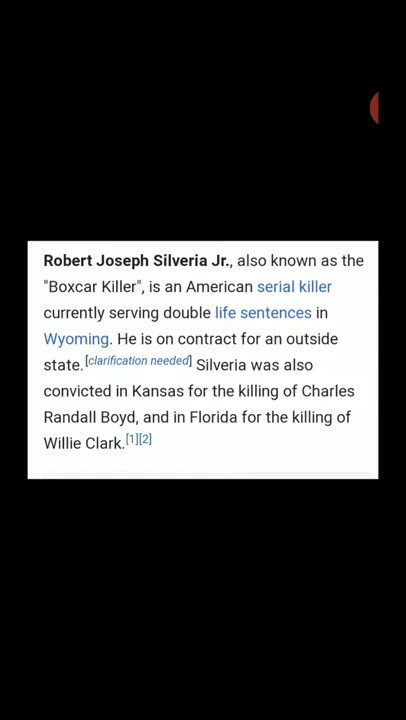 Robert Joseph Silveria Jr., also known as the
"Boxcar Killer", is an American serial killer
currently serving double life sentences in
Wyoming. He is on contract for an outside
state.[clarification needed] Silveria was also
convicted in Kansas for the killing of Charles
Randall Boyd, and in Florida for the killing of
Willie Clark.[1][2]